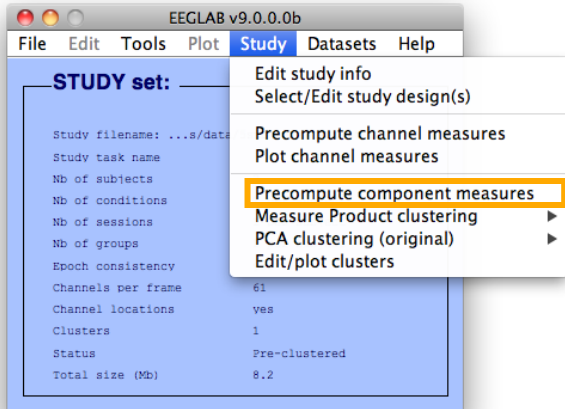 EEGLAB v9.0.0.0b
File Edit Tools Plot Study Datasets Help
STUDY set:
Edit study info
Select/Edit study design(s)
Precompute channel measures
Plot channel measures
Precompute component measures
Measure Product clustering
PCA clustering (original)
Edit/plot clusters
Study filename: ...s/data
Study task name
Nb of subjects
Nb of conditions
Nb of sessions
Nb of groups
Epoch consistency
Channels per frame 61
Channel locations yes
Clusters 1
Status Pre-clustered
Total size (Mb) 8.2